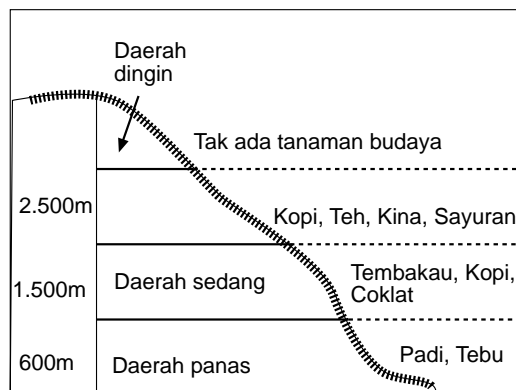 Daerah
dingin
Tak ada tanaman budaya
2.500m
Kopi, Teh, Kina, Sayuran
1.500m
Daerah sedang
Tembakau, Kopi,
Coklat
600m
Daerah panas
Padi, Tebu